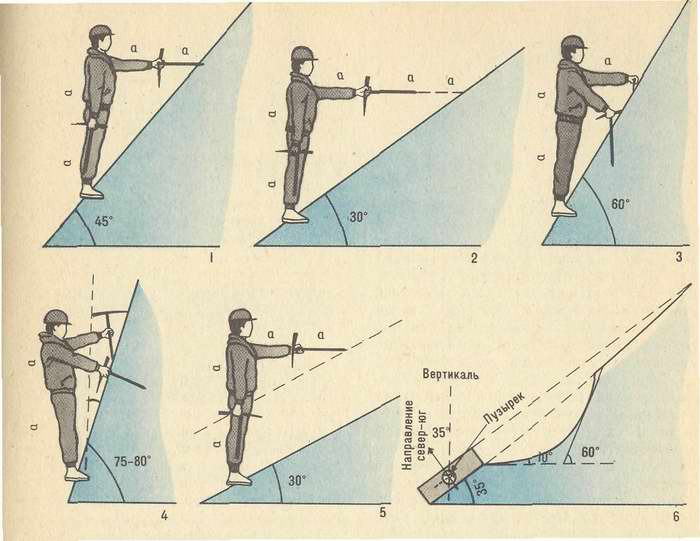 a
a
a
a
45°
1
a
a
a
a
a
30°
2
a
a
a
60°
3
a
a
75-80°
4
a
a
a
a
30°
5
Вертикаль
Пузырек
Направление
север-юг
35°
35°
10°
60°
6